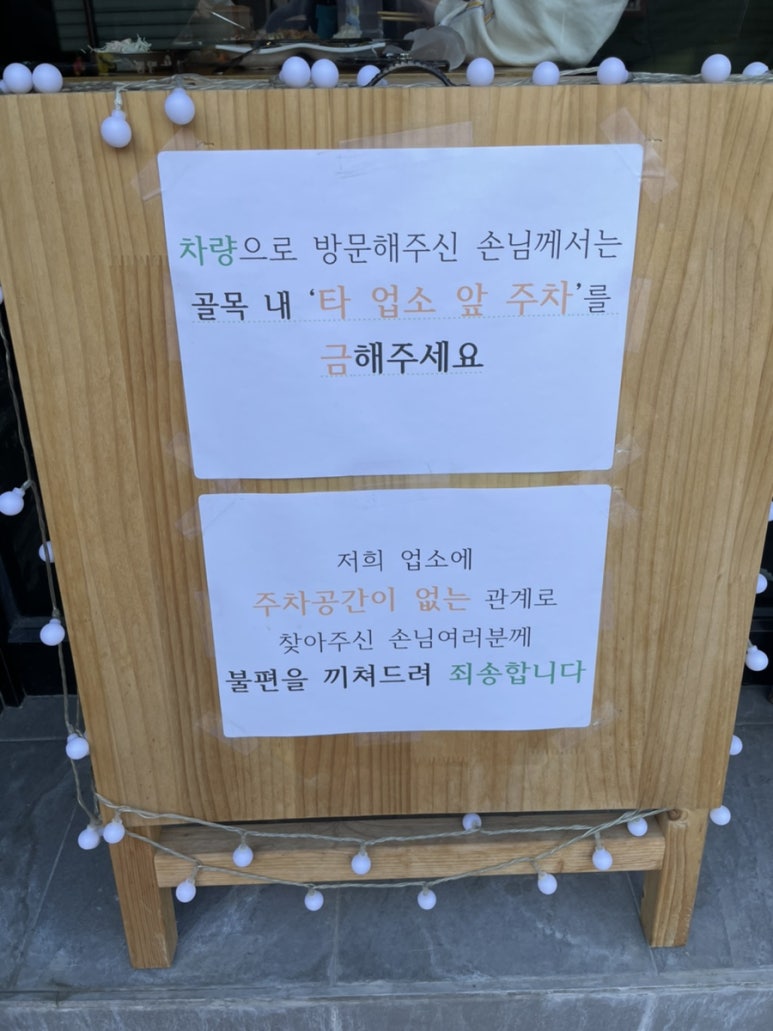 차량으로 방문해주신 손님께서는
골목 내 ‘타 업소 앞 주차’를
금해주세요
저희 업소에
주차공간이 없는 관계로
찾아주신 손님여러분께
불편을 끼쳐드려 죄송합니다